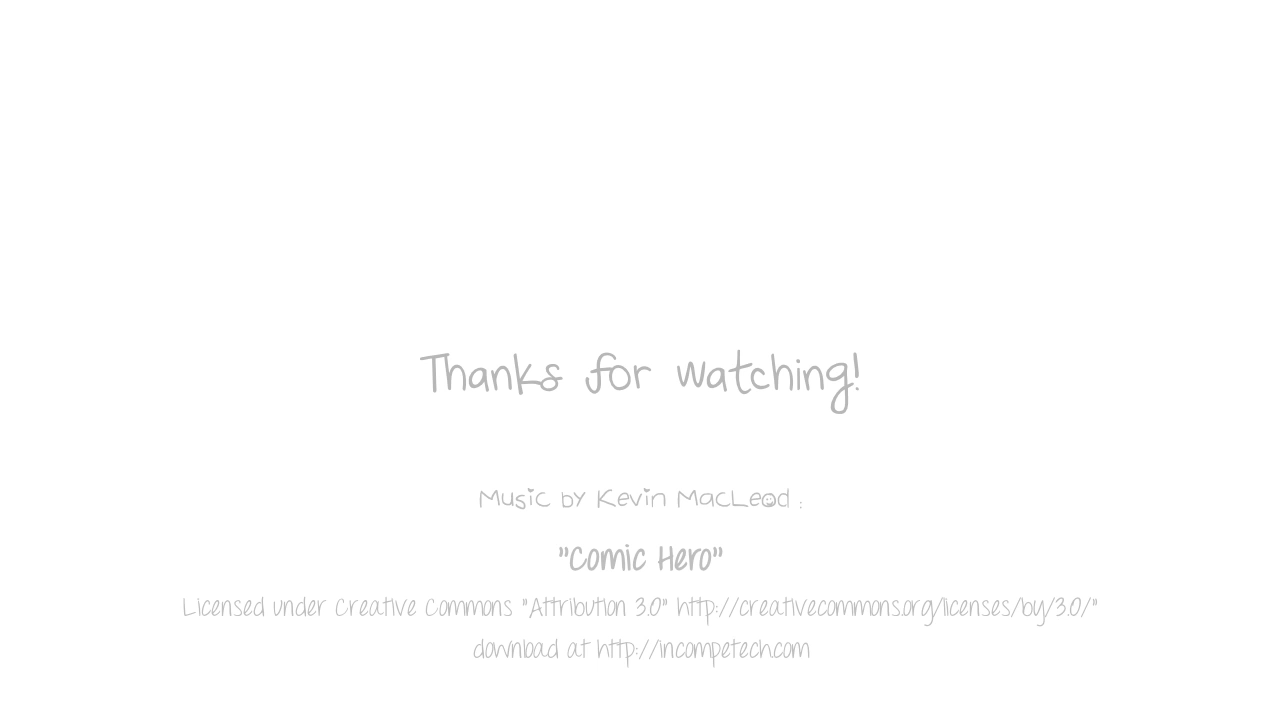 Thanks for watching!
Music by Kevin MacLeod :
"Comic Hero"
Licensed under Creative Commons "Attribution 3.0" http://creativecommons.org/licenses/by/3.0/"
download at http://incompetech.com